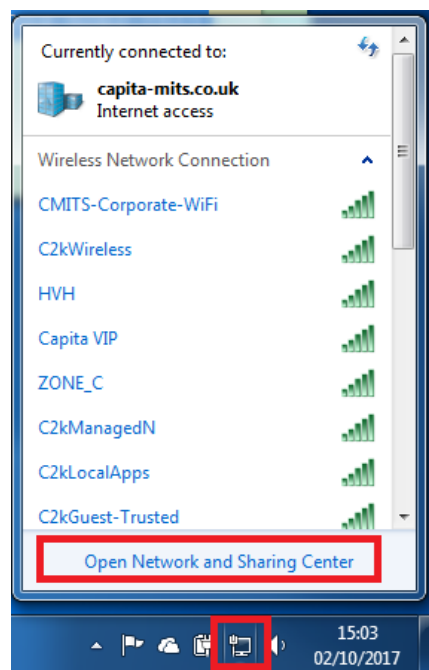 Currently connected to:
capita-mits.co.uk
Internet access
Wireless Network Connection
CMITS-Corporate-WiFi
C2kWireless
HVH
Capita VIP
ZONE_C
C2kManagedN
C2kLocalApps
C2kGuest-Trusted
Open Network and Sharing Center
15:03
02/10/2017